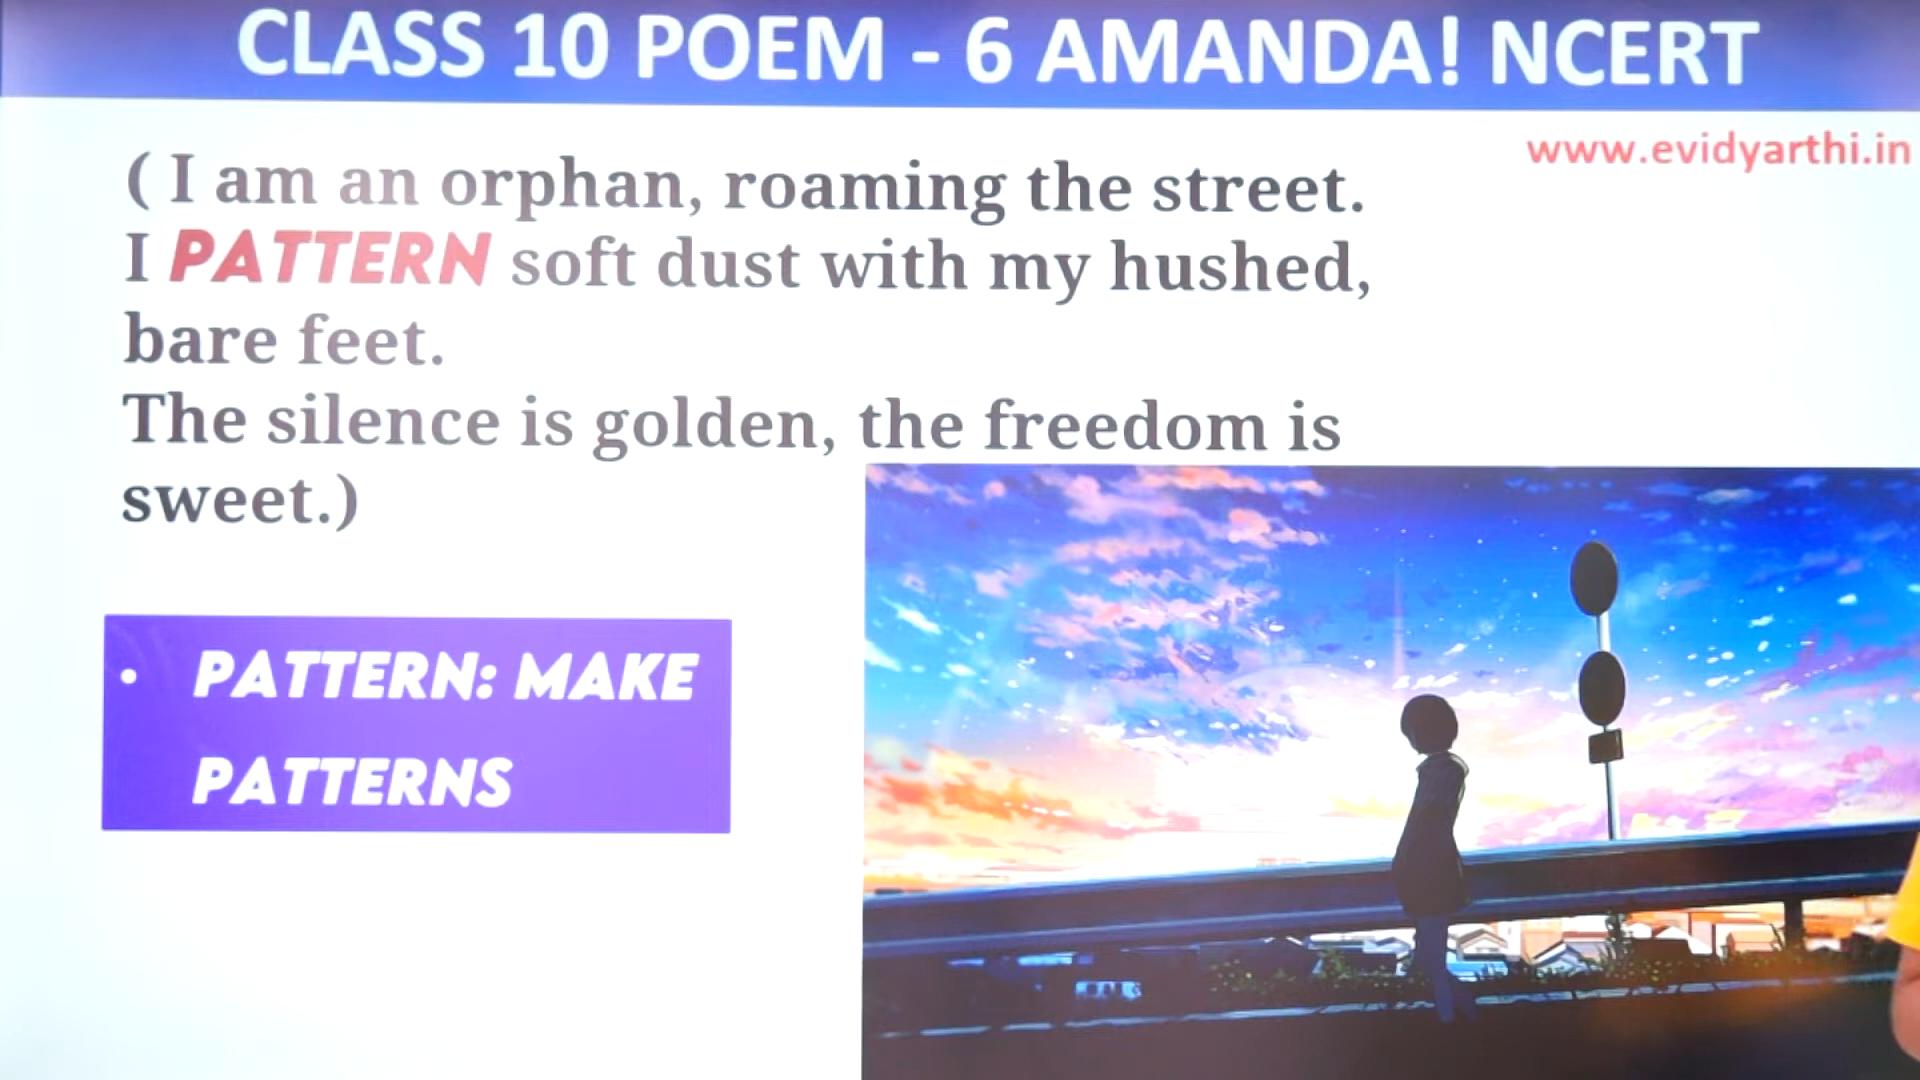 CLASS 10 POEM - 6 AMANDA! NCERT
www.evidyarthi.in
( I am an orphan, roaming the street.
I PATTERN soft dust with my hushed,
bare feet.
The silence is golden, the freedom is
sweet.)
• PATTERN: MAKE
PATTERNS